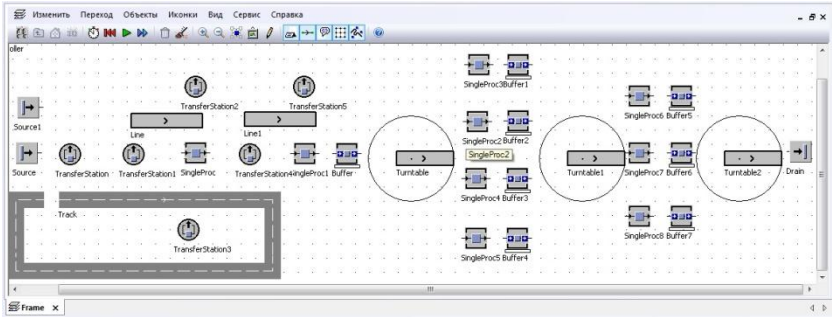 Изменить Переход Объекты Иконки Вид Сервис Справка
oller
SingleProc3Buffer1
TransferStation2 TransferStation5
Source1
Line Line1
SingleProc6 Buffer5
SingleProc2 Buffer2
SingleProc2
Source TransferStation TransferStation1 SingleProc TransferStation4 SingleProc1 Buffer Turntable Turntable1 SingleProc7 Buffer6 Turntable2 Drain
SingleProc4 Buffer3
Track
SingleProc8 Buffer7
TransferStation3
SingleProc5 Buffer4
Frame